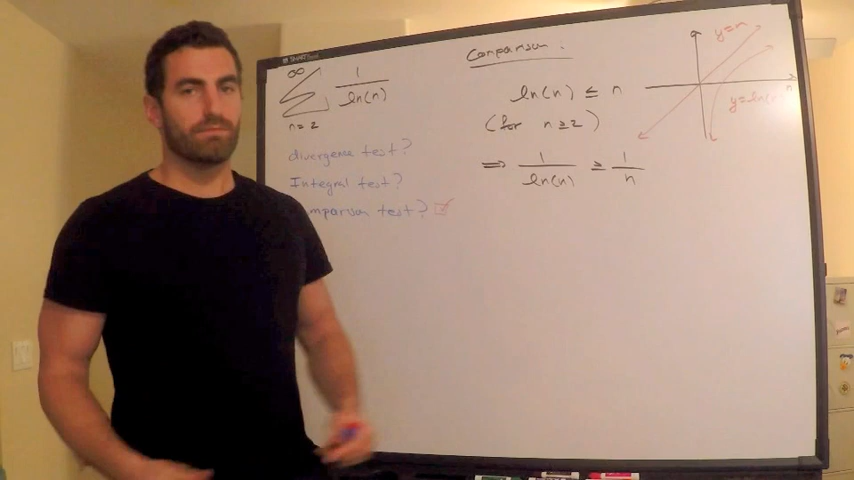 ∞
Σ 1/ln(n)
n=2
divergence test?
Integral test?
comparison test? ☑
Comparison:
ln(n) ≤ n
(for n≥2)
⇒ 1/ln(n) ≥ 1/n
y=n
n
y=ln(n)